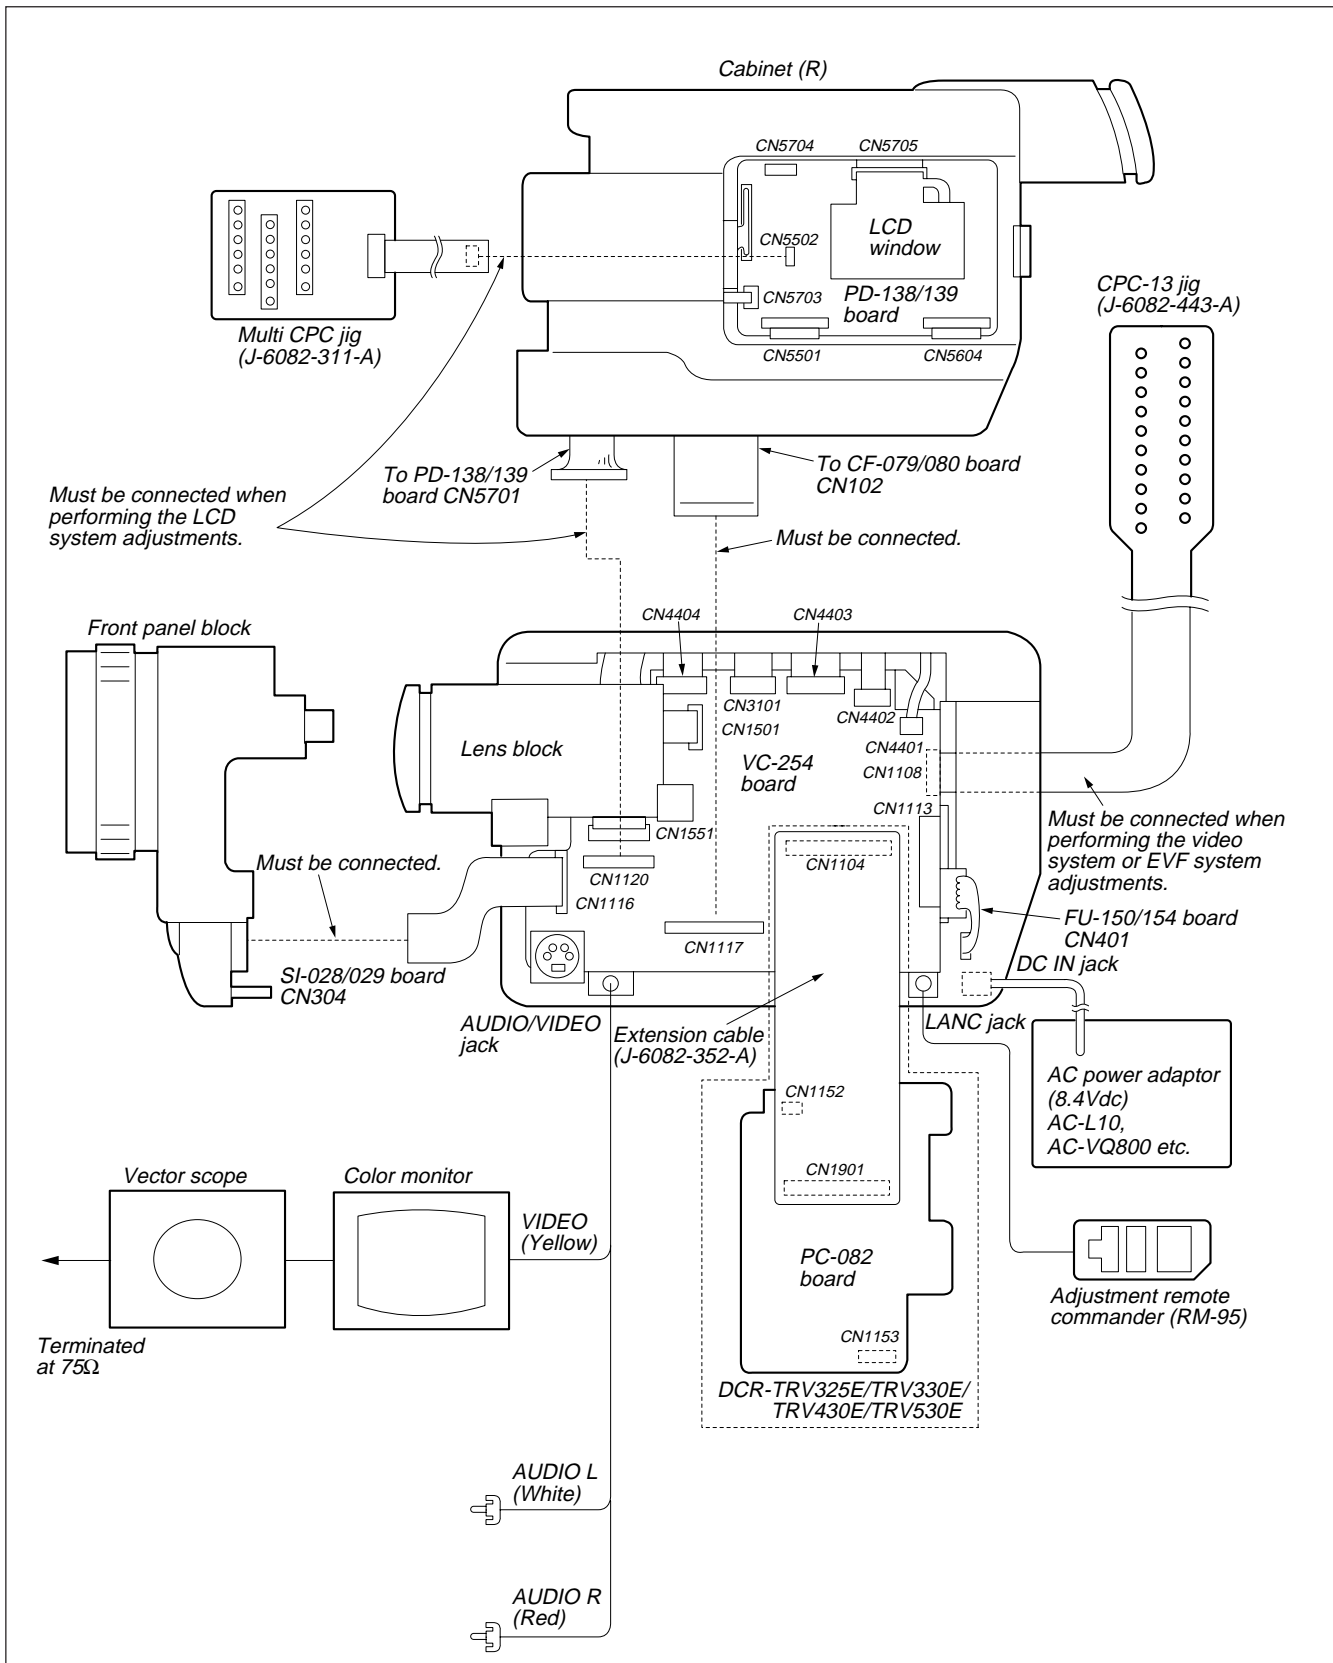 Cabinet (R)
CN5704
CN5705
CN5502
LCD
window
CN5703
PD-138/139
board
CN5501
CN5604
Multi CPC jig
(J-6082-311-A)
CPC-13 jig
(J-6082-443-A)
To PD-138/139
board CN5701
To CF-079/080 board
CN102
Must be connected when
performing the LCD
system adjustments.
Must be connected.
Front panel block
CN4404
CN4403
CN3101
CN4402
CN1501
CN4401
Lens block
VC-254
board
CN1108
CN1113
CN1551
Must be connected when
performing the video
system or EVF system
adjustments.
Must be connected.
CN1120
CN1104
CN1116
CN1117
FU-150/154 board
CN401
SI-028/029 board
CN304
DC IN jack
AUDIO/VIDEO
jack
Extension cable
(J-6082-352-A)
LANC jack
AC power adaptor
(8.4Vdc)
AC-L10,
AC-VQ800 etc.
CN1152
Vector scope
Color monitor
CN1901
VIDEO
(Yellow)
PC-082
board
Adjustment remote
commander (RM-95)
Terminated
at 75Ω
CN1153
DCR-TRV325E/TRV330E/
TRV430E/TRV530E
AUDIO L
(White)
AUDIO R
(Red)